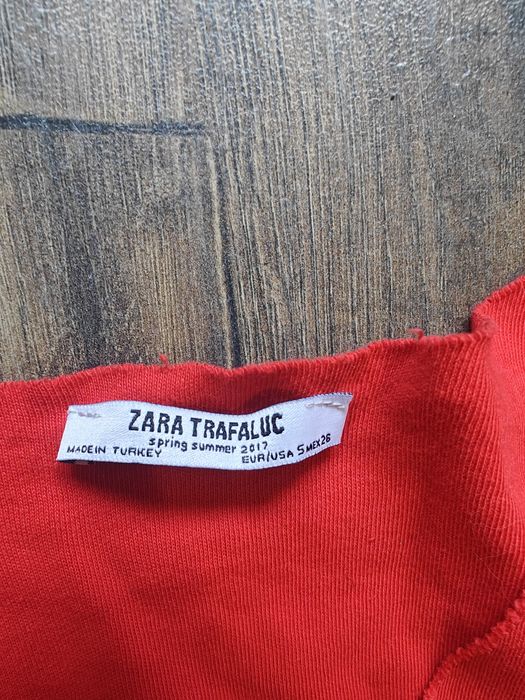 ZARA TRAFALUC
spring summer 2017
MADE IN TURKEY EUR/USA S MEX 26